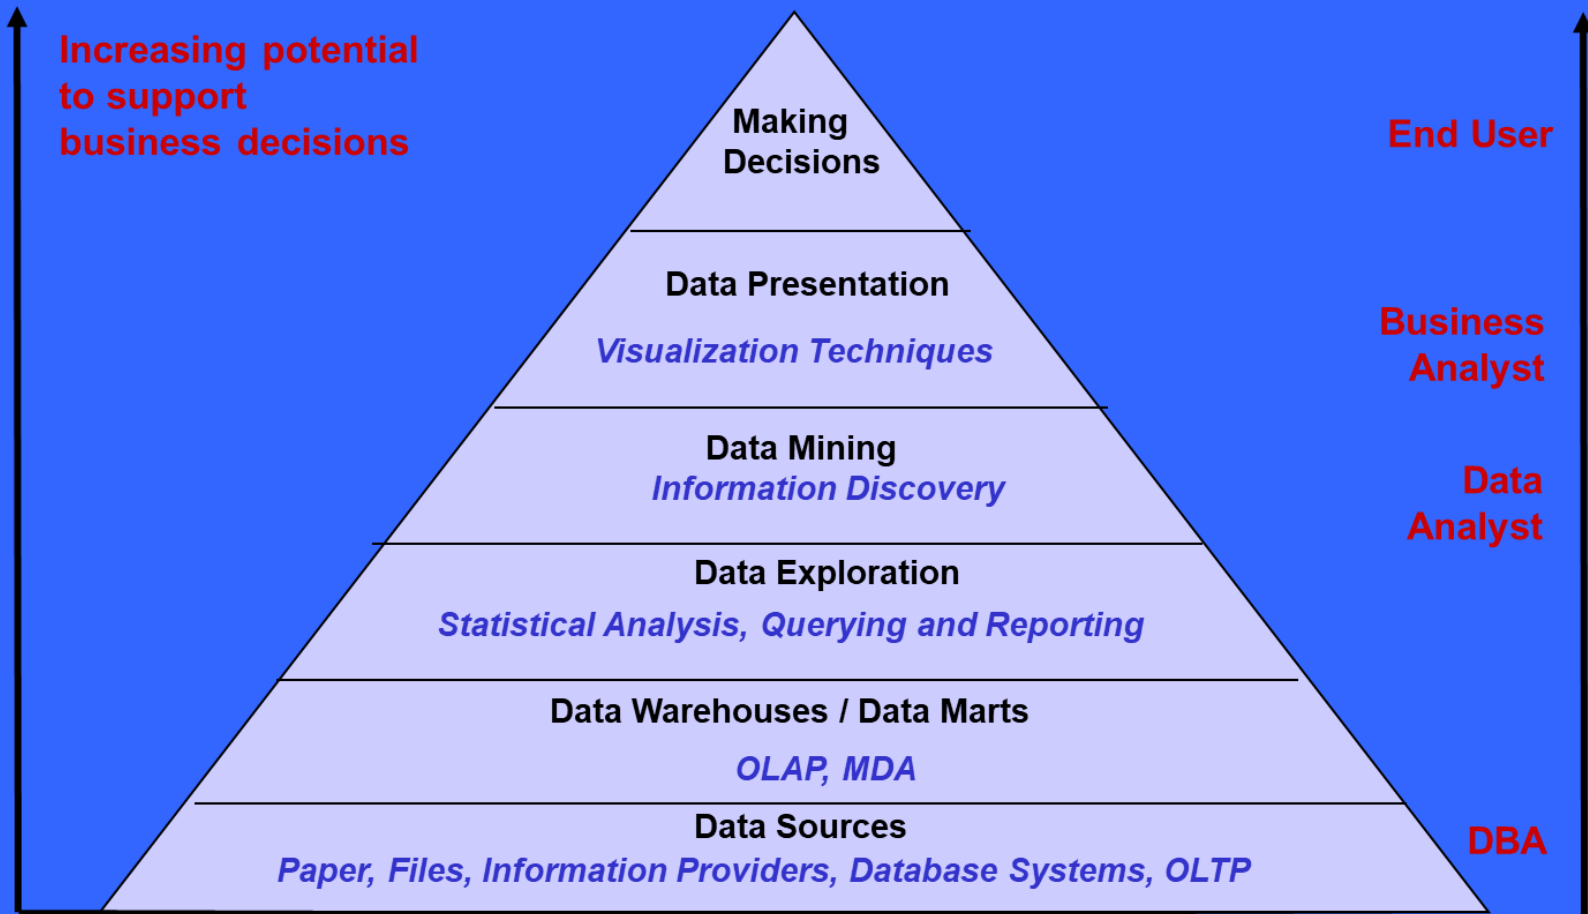 Increasing potential
to support
business decisions
Making
Decisions
End User
Data Presentation
Visualization Techniques
Business
Analyst
Data Mining
Information Discovery
Data
Analyst
Data Exploration
Statistical Analysis, Querying and Reporting
Data Warehouses / Data Marts
OLAP, MDA
Data Sources
Paper, Files, Information Providers, Database Systems, OLTP
DBA